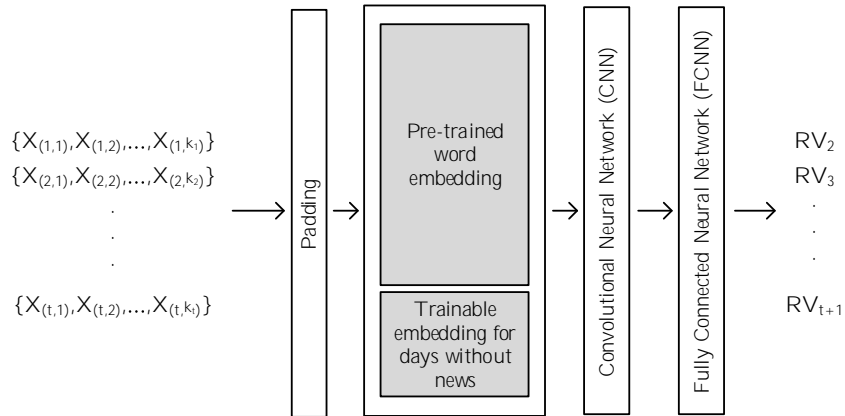 {X(1,1),X(1,2),...,X(1,k₁)}
{X(2,1),X(2,2),...,X(2,k₂)}
.
.
.
{X(t,1),X(t,2),...,X(t,kₜ)}
Padding
Pre-trained
word
embedding
Trainable
embedding for
days without
news
Convolutional Neural Network (CNN)
Fully Connected Neural Network (FCNN)
RV₂
RV₃
.
.
.
RVₜ₊₁